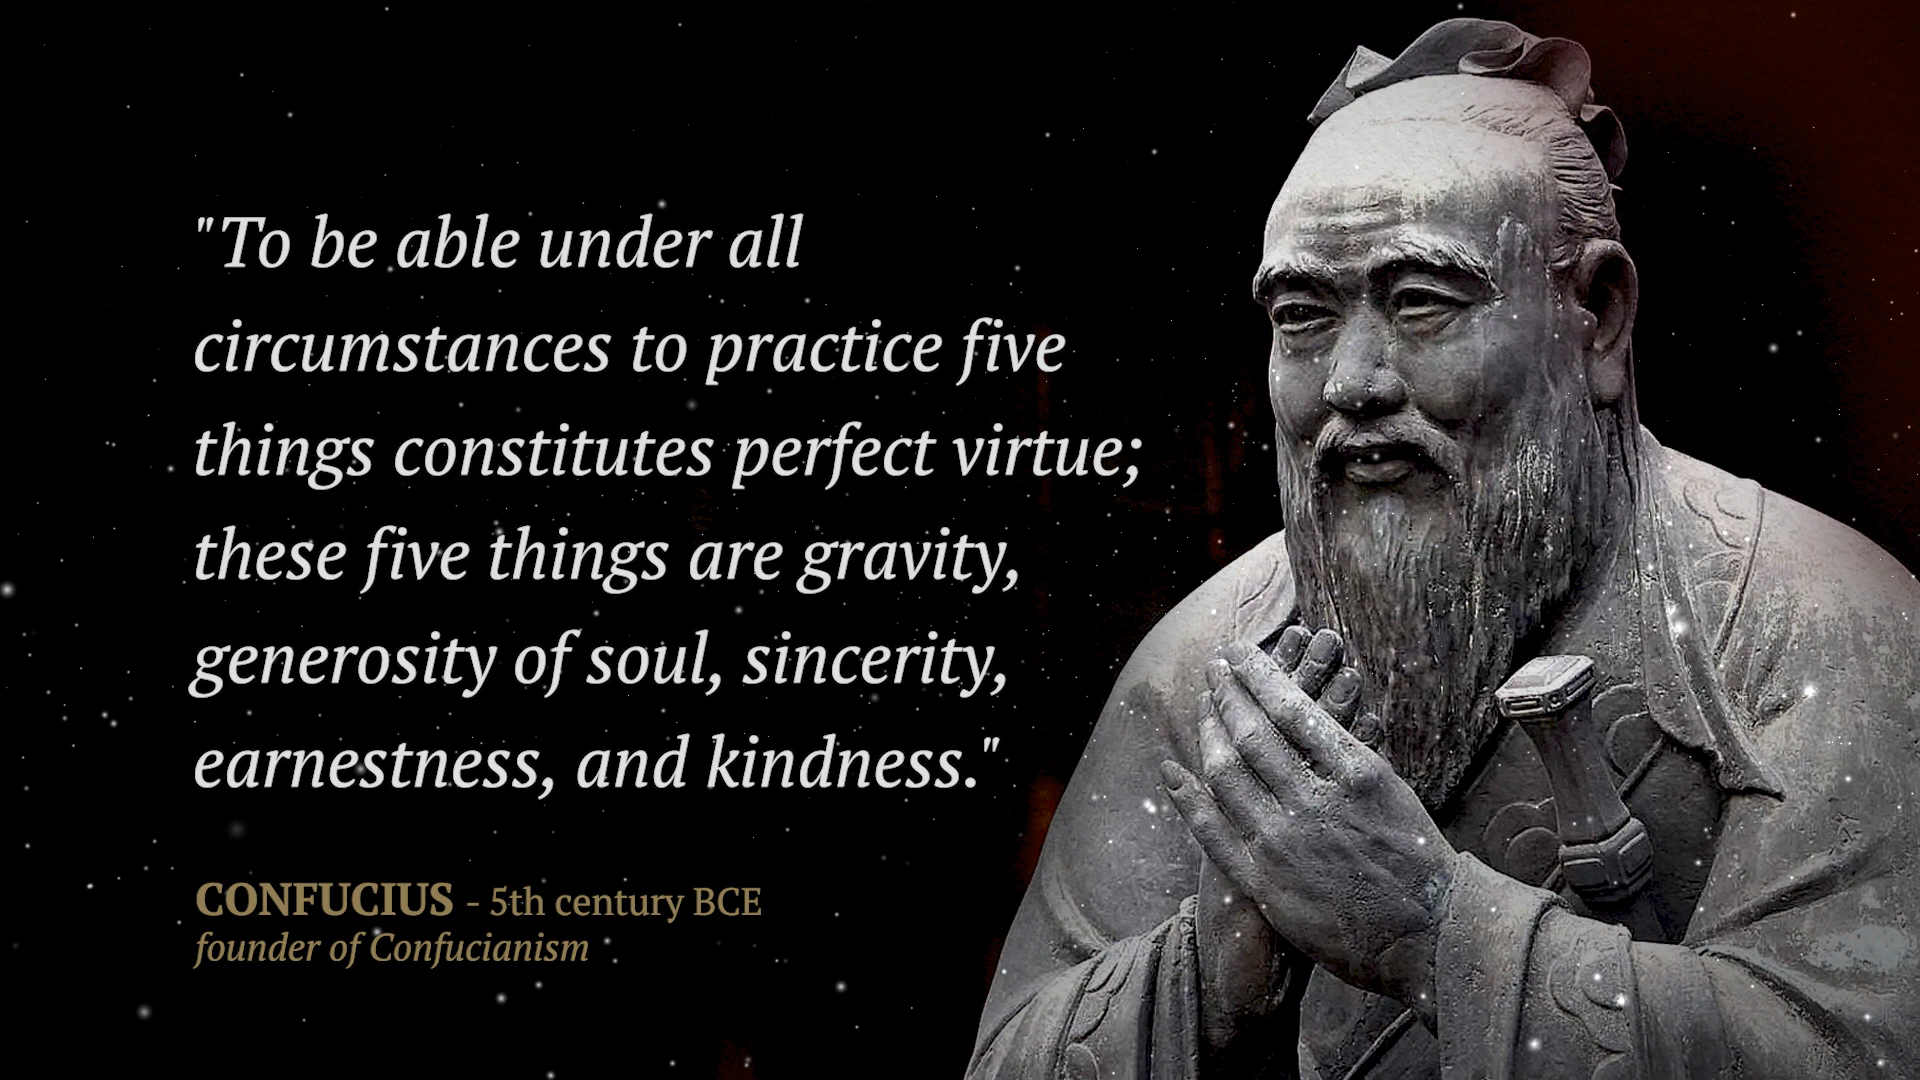 "To be able under all
circumstances to practice five
things constitutes perfect virtue;
these five things are gravity,
generosity of soul, sincerity,
earnestness, and kindness."
CONFUCIUS - 5th century BCE
founder of Confucianism